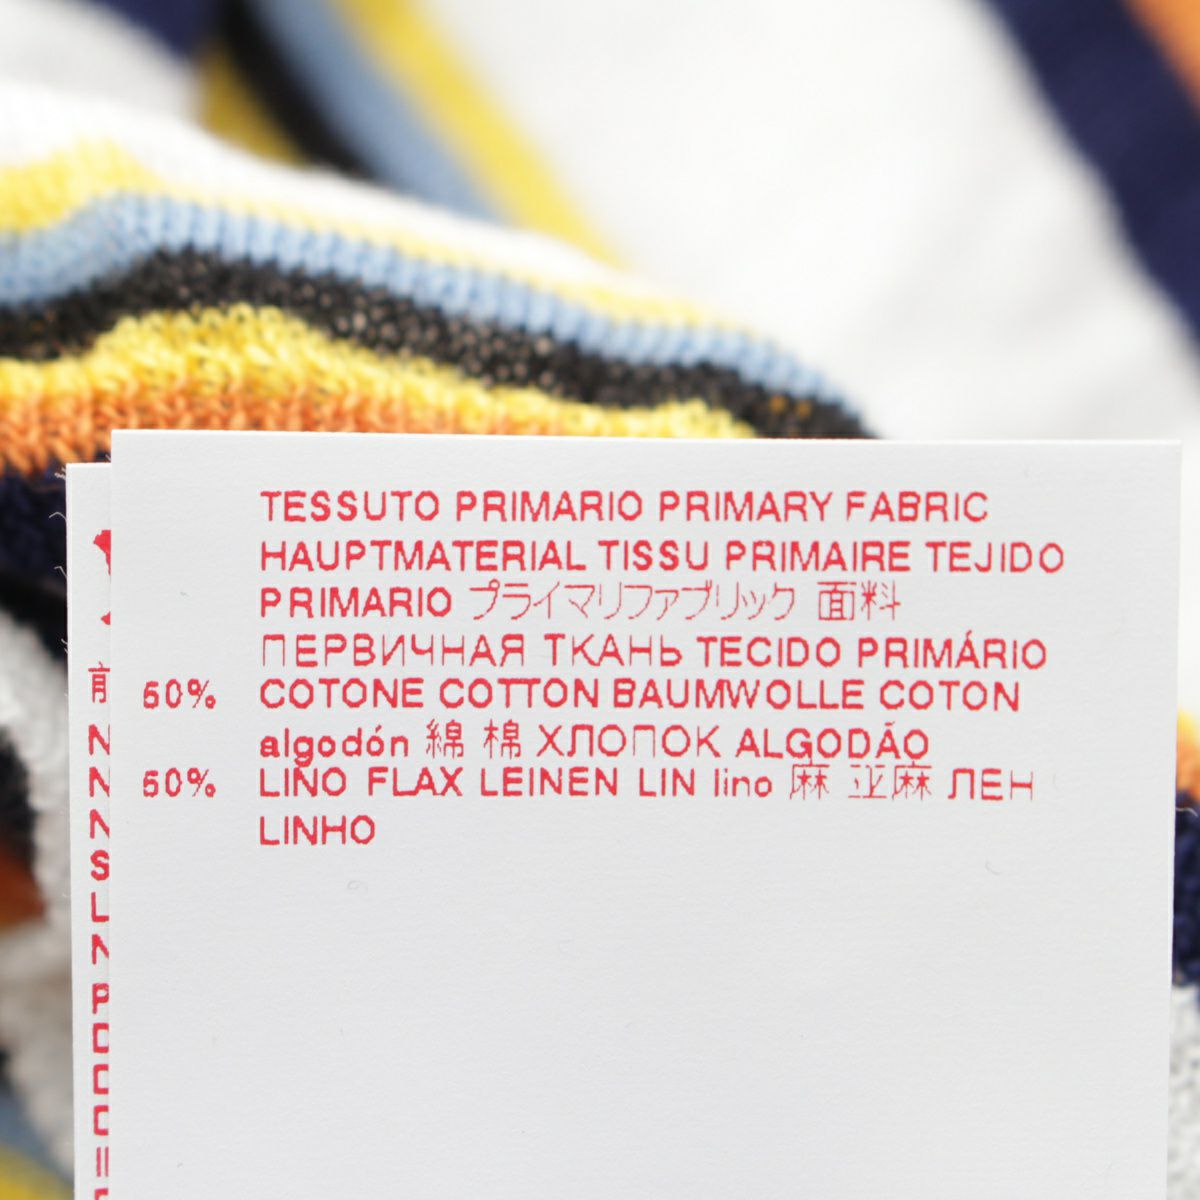 TESSUTO PRIMARIO PRIMARY FABRIC
HAUPTMATERIAL TISSU PRIMAIRE TEJIDO
PRIMARIO プライマリファブリック 面料
ПЕРВИЧНАЯ ТКАНЬ TECIDO PRIMÁRIO
50% COTONE COTTON BAUMWOLLE COTON
algodón 綿 棉 ХЛОПОК ALGODÃO
50% LINO FLAX LEINEN LIN lino 麻 亚麻 ЛЕН
LINHO